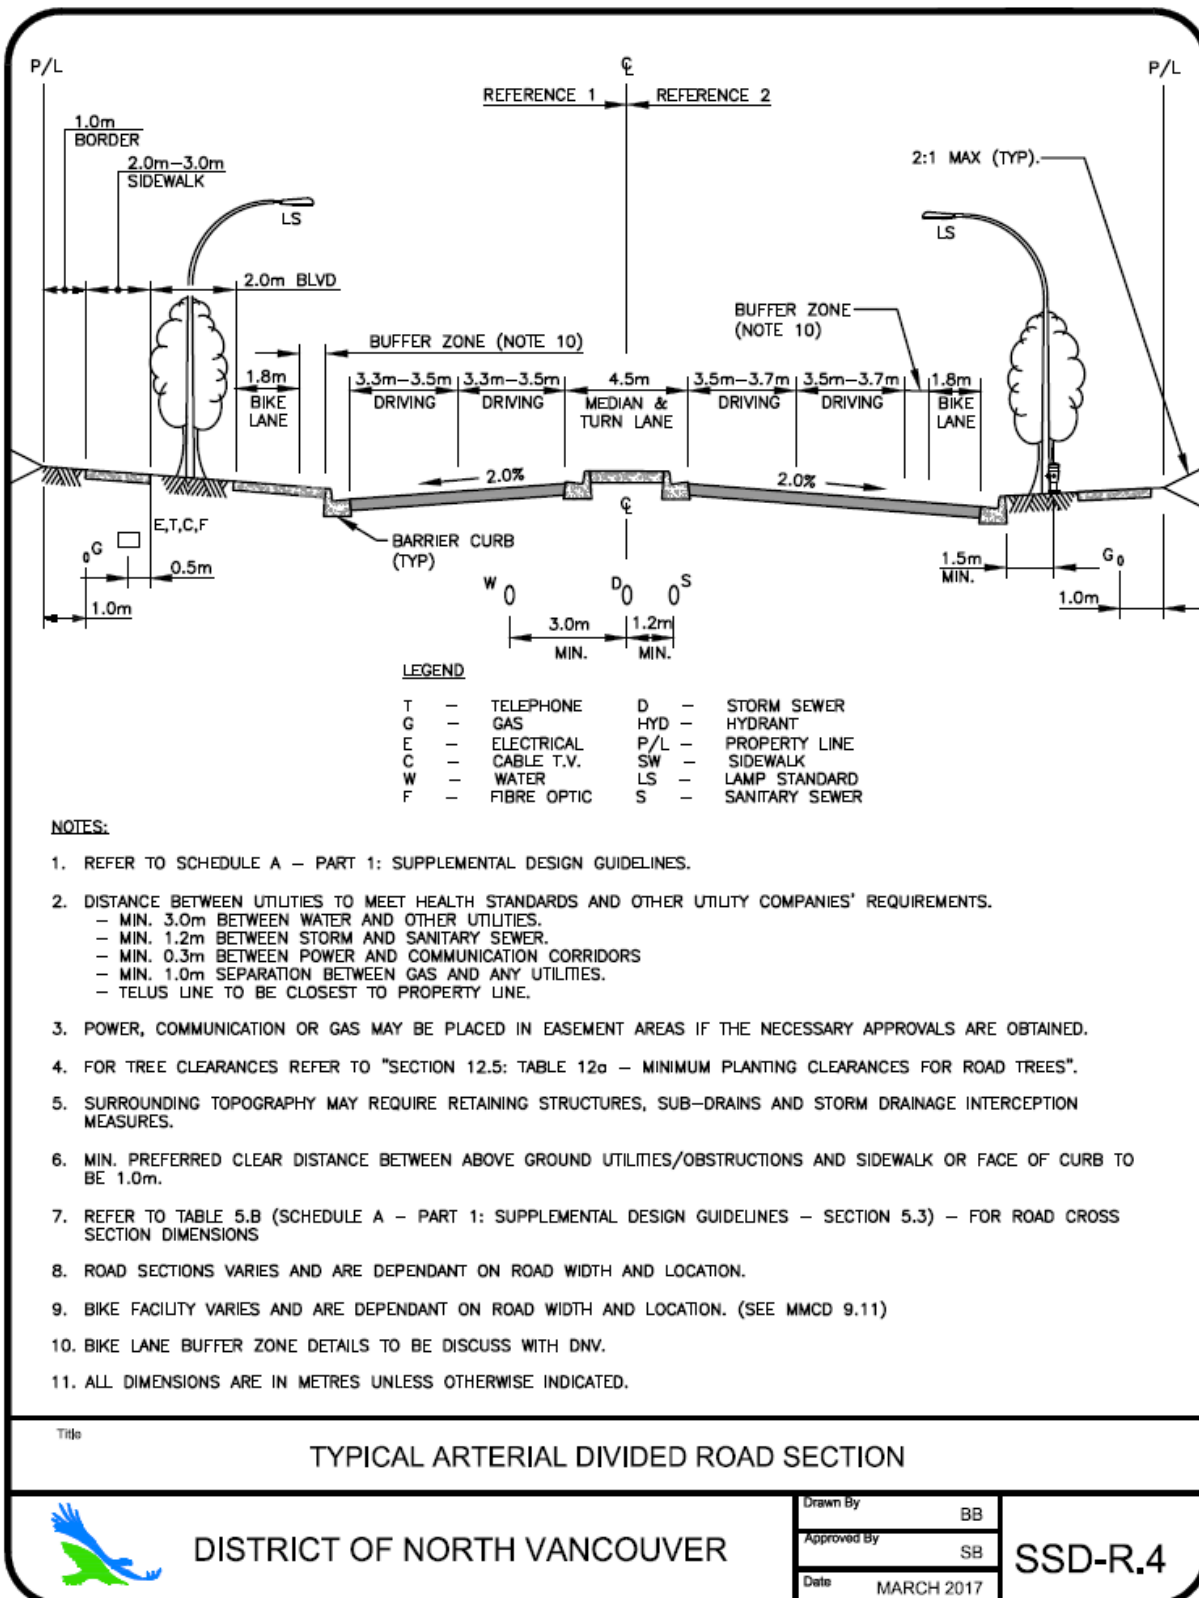 P/L
℄
P/L
REFERENCE 1
REFERENCE 2
1.0m
BORDER
2.0m–3.0m
SIDEWALK
2:1 MAX (TYP).
LS
LS
2.0m BLVD
BUFFER ZONE (NOTE 10)
BUFFER ZONE
(NOTE 10)
1.8m
BIKE
LANE
3.3m–3.5m
DRIVING
3.3m–3.5m
DRIVING
4.5m
MEDIAN &
TURN LANE
3.5m–3.7m
DRIVING
3.5m–3.7m
DRIVING
1.8m
BIKE
LANE
2.0%
2.0%
℄
E,T,C,F
G
0.5m
1.0m
BARRIER CURB
(TYP)
W
D
S
3.0m
MIN.
1.2m
MIN.
1.5m
MIN.
G
1.0m
LEGEND
T – TELEPHONE D – STORM SEWER
G – GAS HYD – HYDRANT
E – ELECTRICAL P/L – PROPERTY LINE
C – CABLE T.V. SW – SIDEWALK
W – WATER LS – LAMP STANDARD
F – FIBRE OPTIC S – SANITARY SEWER
NOTES:
1. REFER TO SCHEDULE A – PART 1: SUPPLEMENTAL DESIGN GUIDELINES.
2. DISTANCE BETWEEN UTILITIES TO MEET HEALTH STANDARDS AND OTHER UTILITY COMPANIES' REQUIREMENTS.
– MIN. 3.0m BETWEEN WATER AND OTHER UTILITIES.
– MIN. 1.2m BETWEEN STORM AND SANITARY SEWER.
– MIN. 0.3m BETWEEN POWER AND COMMUNICATION CORRIDORS
– MIN. 1.0m SEPARATION BETWEEN GAS AND ANY UTILITIES.
– TELUS LINE TO BE CLOSEST TO PROPERTY LINE.
3. POWER, COMMUNICATION OR GAS MAY BE PLACED IN EASEMENT AREAS IF THE NECESSARY APPROVALS ARE OBTAINED.
4. FOR TREE CLEARANCES REFER TO "SECTION 12.5: TABLE 12a – MINIMUM PLANTING CLEARANCES FOR ROAD TREES".
5. SURROUNDING TOPOGRAPHY MAY REQUIRE RETAINING STRUCTURES, SUB–DRAINS AND STORM DRAINAGE INTERCEPTION
MEASURES.
6. MIN. PREFERRED CLEAR DISTANCE BETWEEN ABOVE GROUND UTILITIES/OBSTRUCTIONS AND SIDEWALK OR FACE OF CURB TO
BE 1.0m.
7. REFER TO TABLE 5.B (SCHEDULE A – PART 1: SUPPLEMENTAL DESIGN GUIDELINES – SECTION 5.3) – FOR ROAD CROSS
SECTION DIMENSIONS
8. ROAD SECTIONS VARIES AND ARE DEPENDANT ON ROAD WIDTH AND LOCATION.
9. BIKE FACILITY VARIES AND ARE DEPENDANT ON ROAD WIDTH AND LOCATION. (SEE MMCD 9.11)
10. BIKE LANE BUFFER ZONE DETAILS TO BE DISCUSS WITH DNV.
11. ALL DIMENSIONS ARE IN METRES UNLESS OTHERWISE INDICATED.
Title
TYPICAL ARTERIAL DIVIDED ROAD SECTION
DISTRICT OF NORTH VANCOUVER
Drawn By BB
Approved By SB
Date MARCH 2017
SSD-R.4